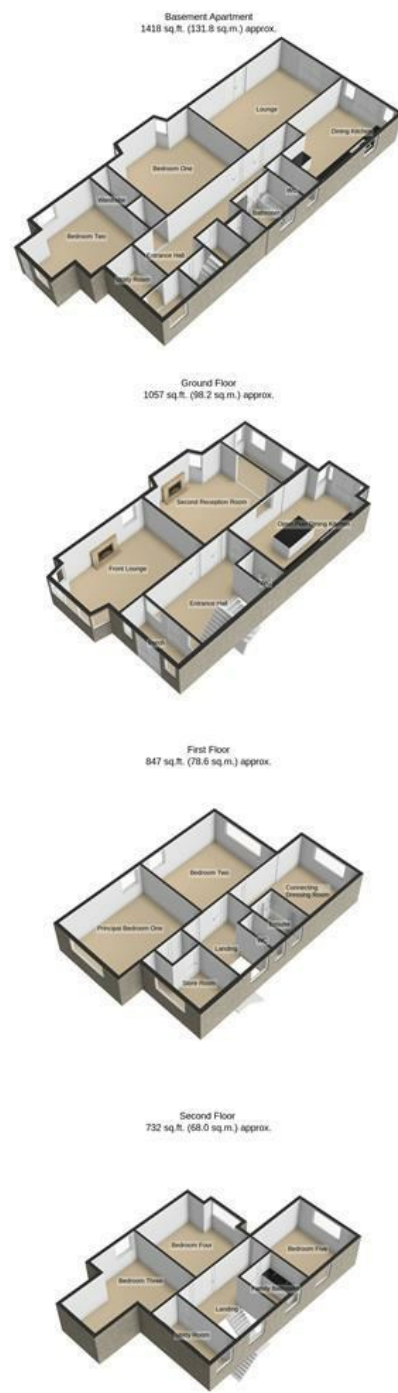 Basement Apartment
1418 sq.ft. (131.8 sq.m.) approx.
Lounge
Dining Kitchen
Bedroom One
Wardrobe
WC
Bathroom
Bedroom Two
Entrance Hall
Utility Room
Ground Floor
1057 sq.ft. (98.2 sq.m.) approx.
Second Reception Room
Open Plan Dining Kitchen
Front Lounge
WC
Entrance Hall
Porch
First Floor
847 sq.ft. (78.6 sq.m.) approx.
Bedroom Two
Connecting
Dressing Room
Principal Bedroom One
Ensuite
WC
Landing
Store Room
Second Floor
732 sq.ft. (68.0 sq.m.) approx.
Bedroom Four
Bedroom Five
Bedroom Three
Family Bathroom
Landing
Utility Room